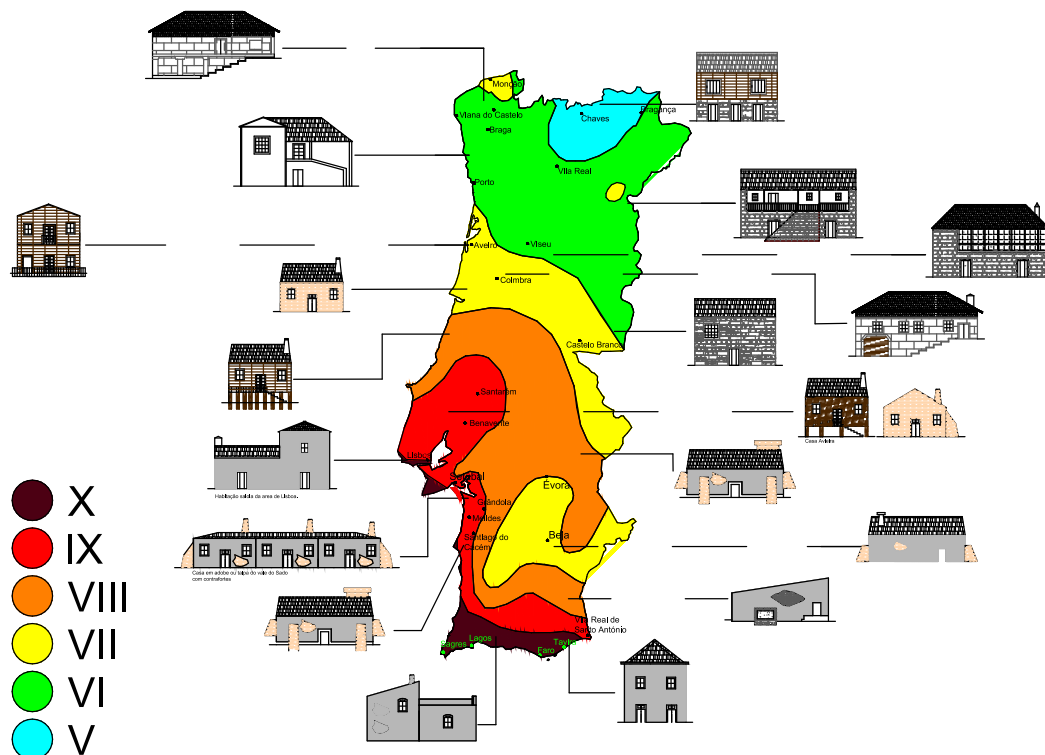 Monção
Viana do Castelo
Chaves
Bragança
Braga
Vila Real
Porto
Aveiro
Viseu
Coimbra
Castelo Branco
Santarém
Benavente
Casa Avieira
Lisboa
Setúbal
Évora
Habitação saloia da area de Lisboa.
Grândola
Melides
Santiago do
Cacém
Beja
Casa em adobe ou taipa do vale do Sado
com contrafortes
Vila Real de
Santo António
Sagres
Lagos
Tavira
Faro
X
IX
VIII
VII
VI
V